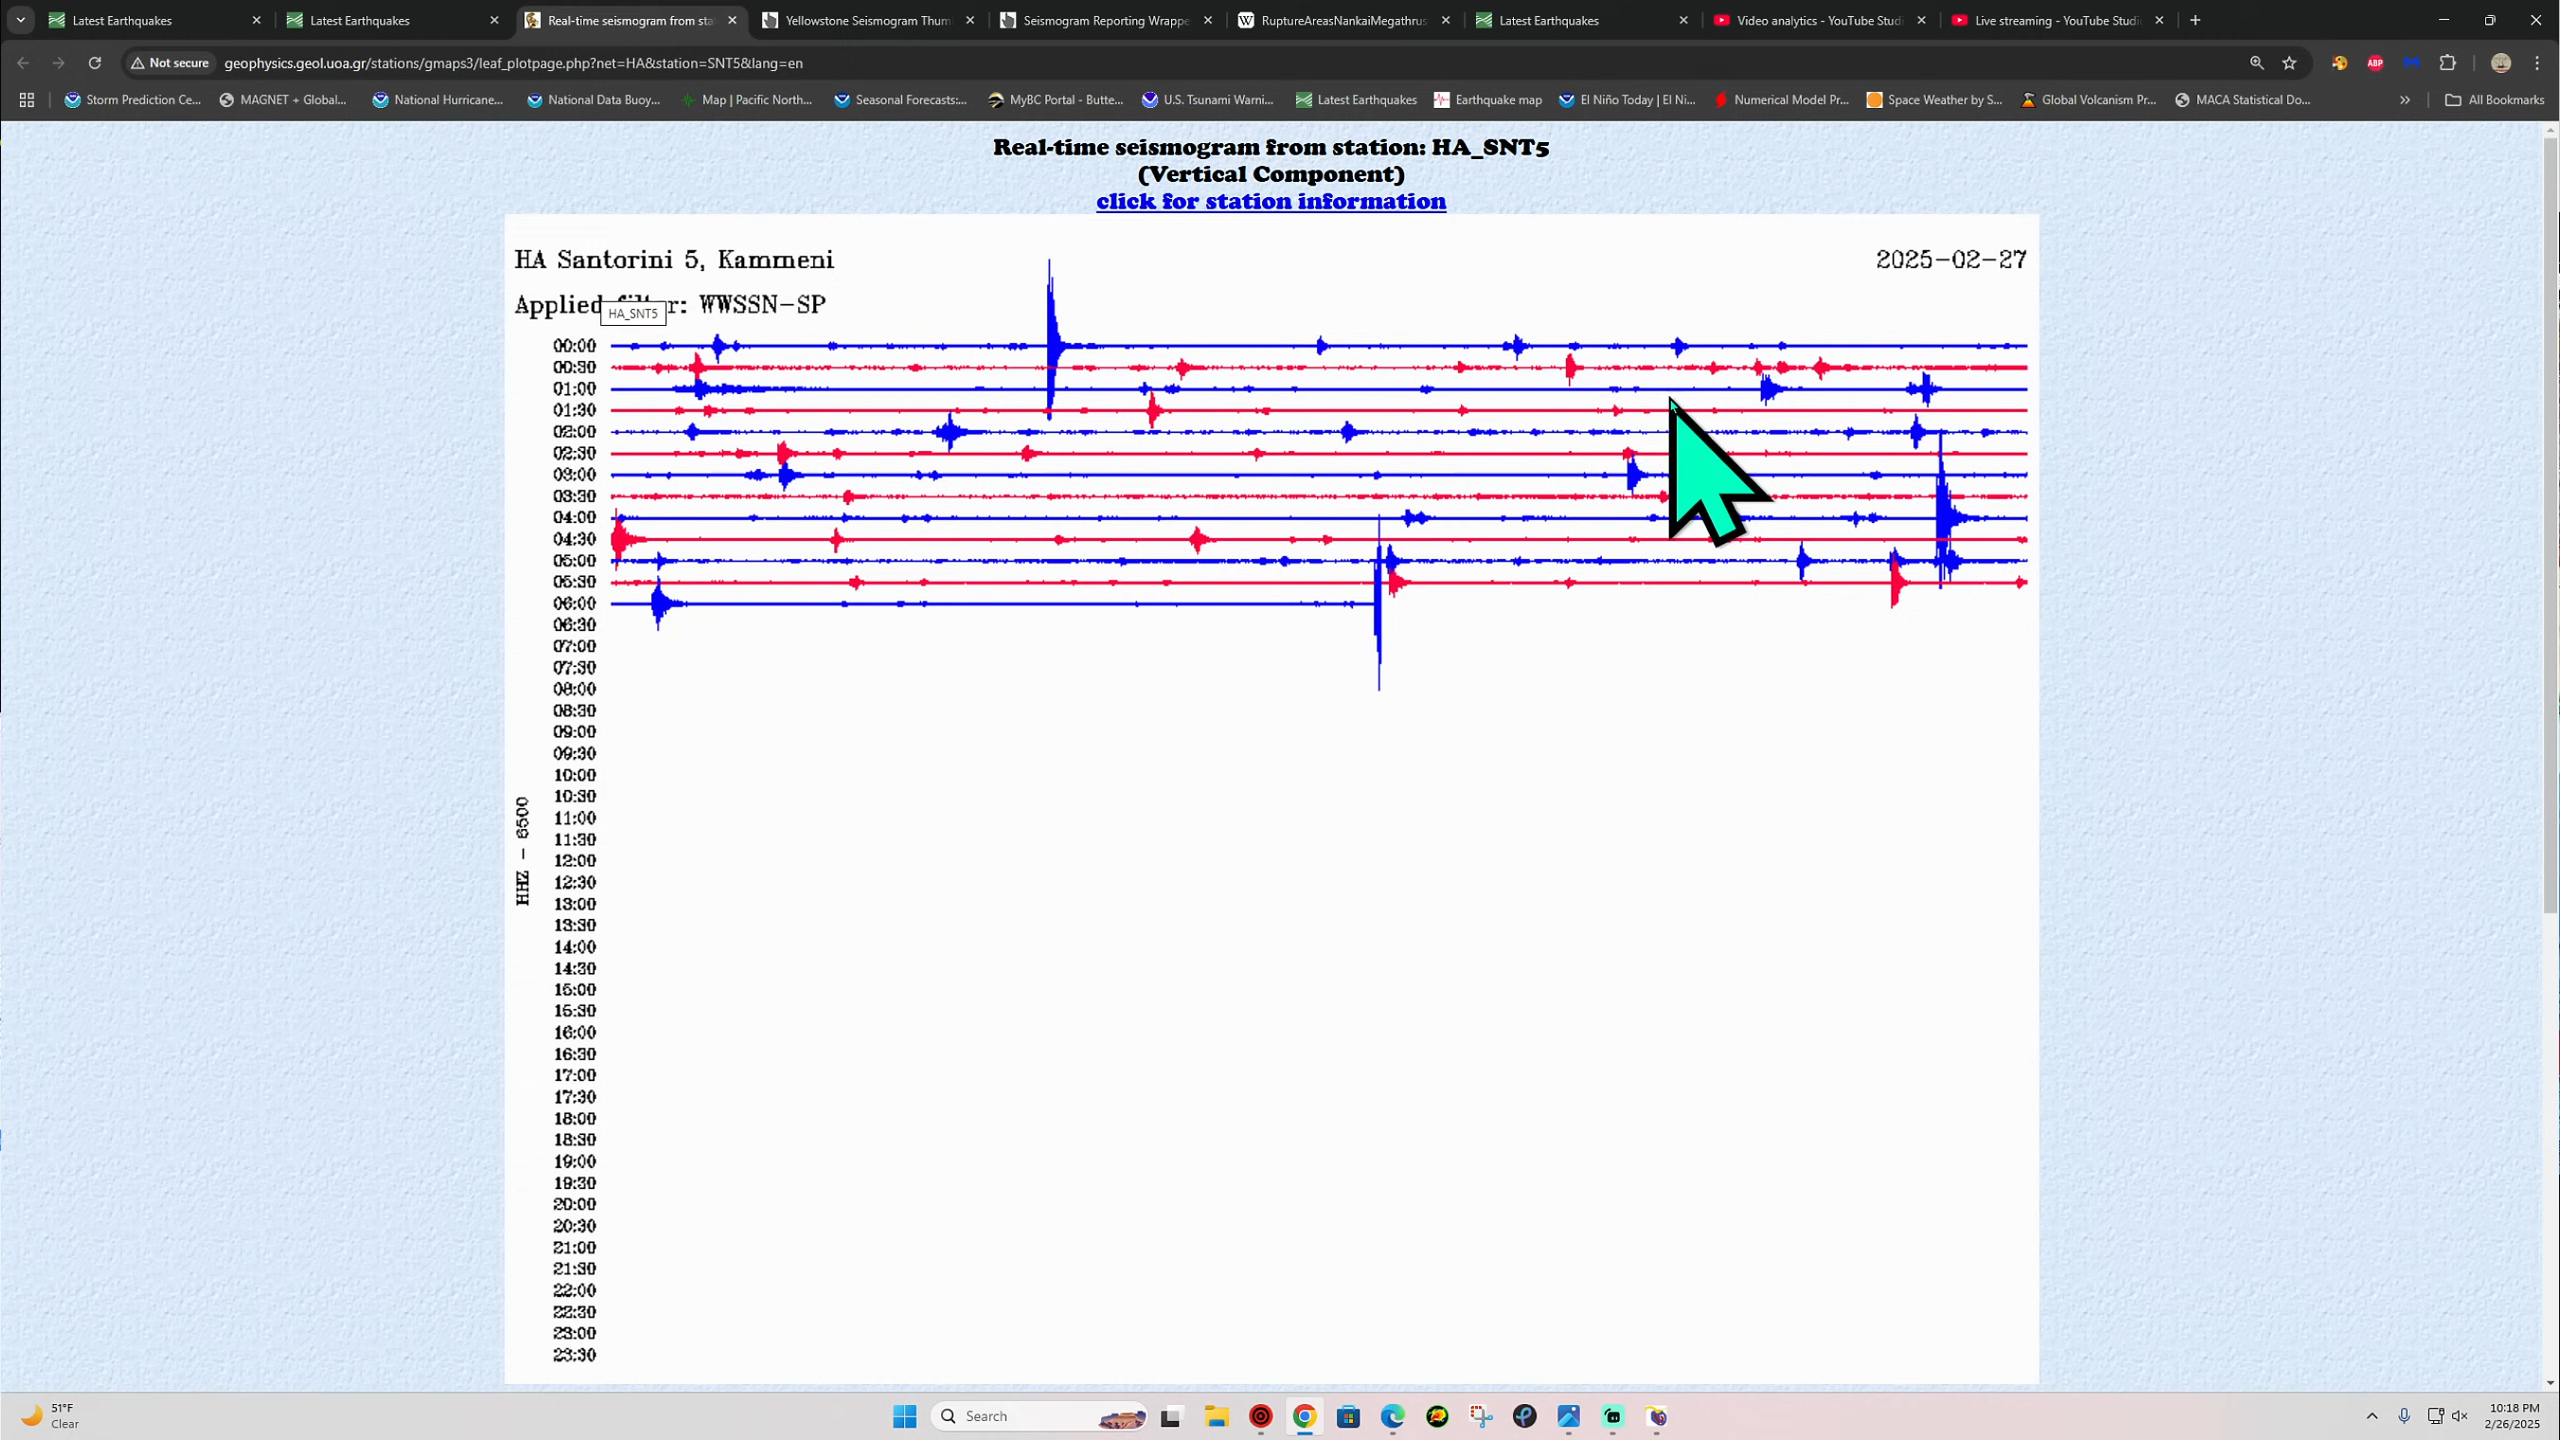 Latest Earthquakes
Latest Earthquakes
Real-time seismogram from sta
Yellowstone Seismogram Thum
Seismogram Reporting Wrappe
RuptureAreasNankaiMegathrus
Latest Earthquakes
Video analytics - YouTube Studi
Live streaming - YouTube Studi
Not secure
geophysics.geol.uoa.gr/stations/gmaps3/leaf_plotpage.php?net=HA&station=SNT5&lang=en
ABP
Storm Prediction Ce...
MAGNET + Global...
National Hurricane...
National Data Buoy...
Map | Pacific North...
Seasonal Forecasts:...
MyBC Portal - Butte...
U.S. Tsunami Warni...
Latest Earthquakes
Earthquake map
El Niño Today | El Ni...
Numerical Model Pr...
Space Weather by S...
Global Volcanism Pr...
MACA Statistical Do...
All Bookmarks
Real-time seismogram from station: HA_SNT5
(Vertical Component)
click for station information
HA Santorini 5, Kammeni
2025-02-27
Applied filter: WWSSN-SP
HA_SNT5
00:00
00:30
01:00
01:30
02:00
02:30
03:00
03:30
04:00
04:30
05:00
05:30
06:00
06:30
07:00
07:30
08:00
08:30
09:00
09:30
10:00
10:30
11:00
11:30
12:00
12:30
13:00
13:30
14:00
14:30
15:00
15:30
16:00
16:30
17:00
17:30
18:00
18:30
19:00
19:30
20:00
20:30
21:00
21:30
22:00
22:30
23:00
23:30
HHZ - 6500
51°F
Clear
Search
10:18 PM
2/26/2025